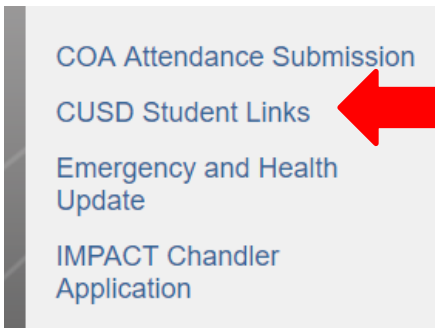 COA Attendance Submission
CUSD Student Links
Emergency and Health
Update
IMPACT Chandler
Application